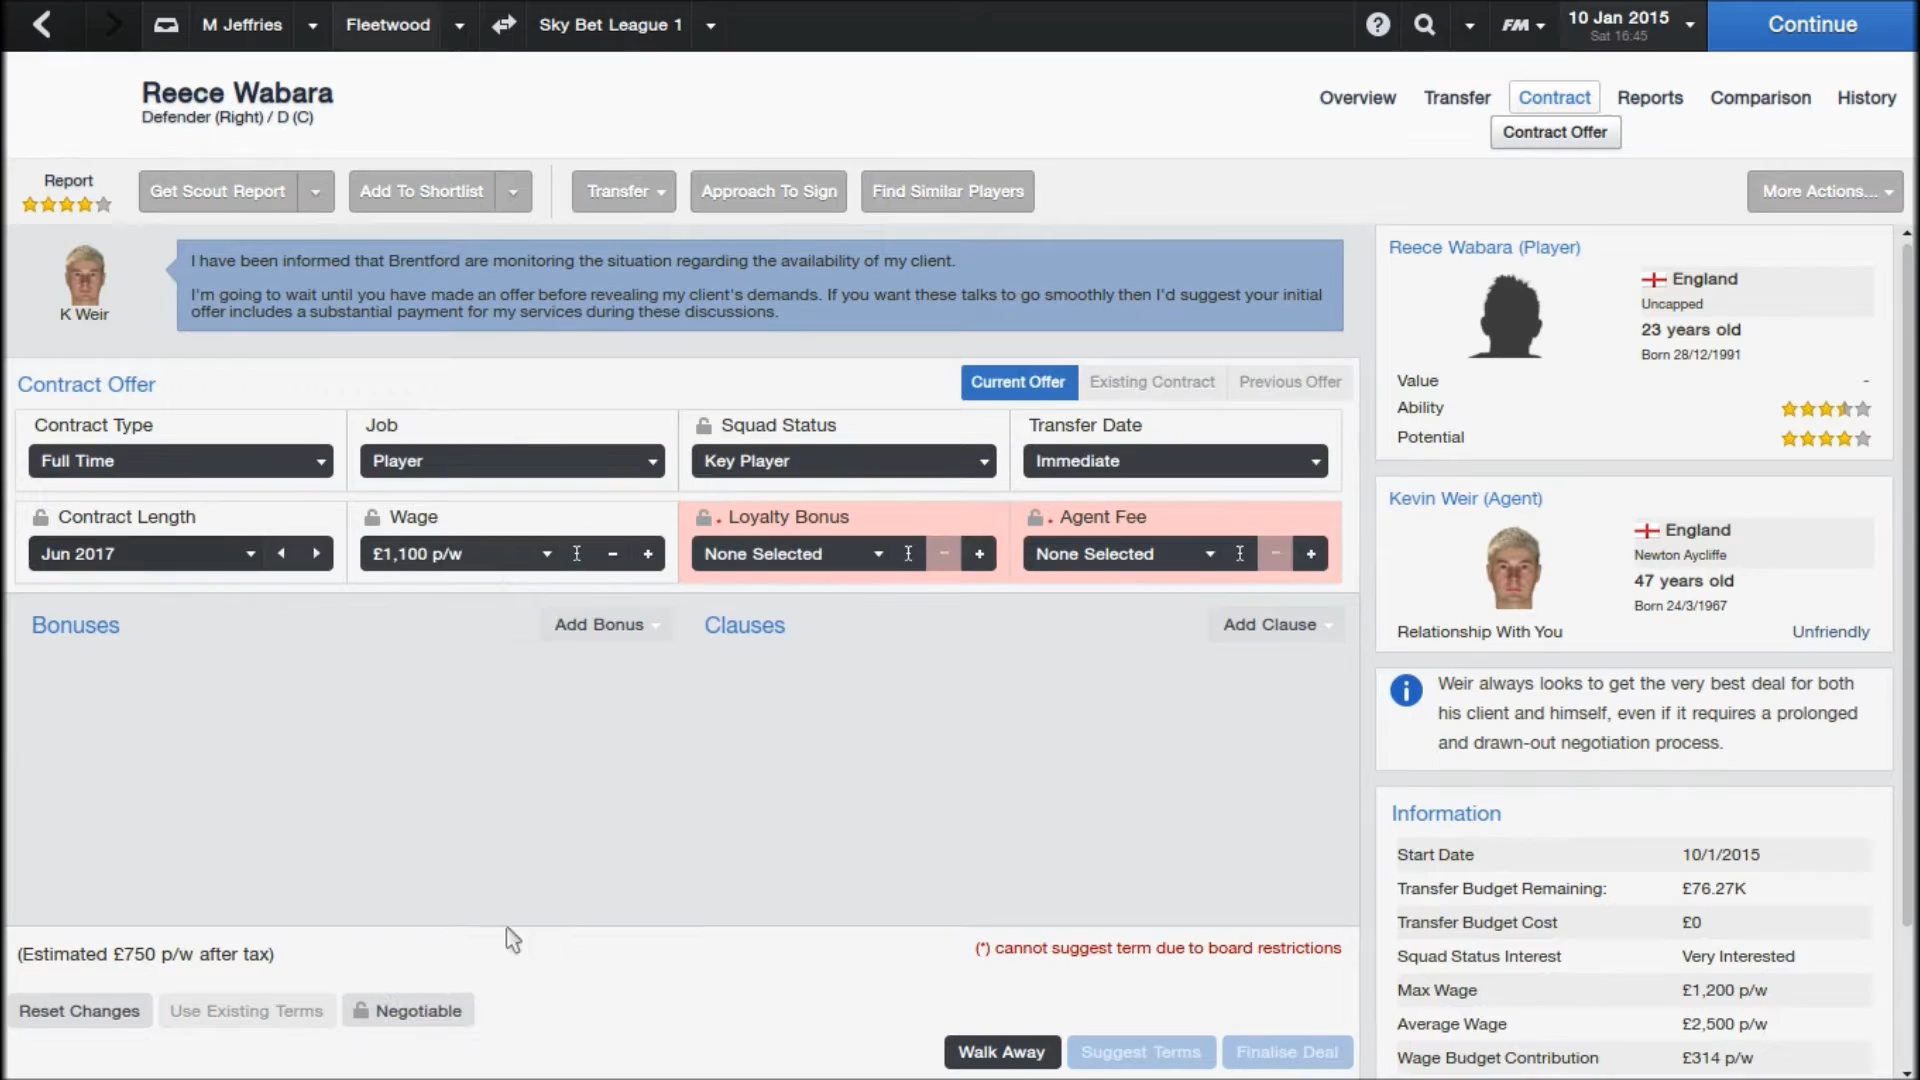 M Jeffries
Fleetwood
Sky Bet League 1
FM
10 Jan 2015
Sat 16:45
Continue
Reece Wabara
Defender (Right) / D (C)
Overview
Transfer
Contract
Reports
Comparison
History
Contract Offer
Report
Get Scout Report
Add To Shortlist
Transfer
Approach To Sign
Find Similar Players
More Actions...
K Weir
I have been informed that Brentford are monitoring the situation regarding the availability of my client.
I'm going to wait until you have made an offer before revealing my client's demands. If you want these talks to go smoothly then I'd suggest your initial
offer includes a substantial payment for my services during these discussions.
Contract Offer
Current Offer
Existing Contract
Previous Offer
Contract Type
Job
Squad Status
Transfer Date
Full Time
Player
Key Player
Immediate
Contract Length
Wage
Loyalty Bonus
Agent Fee
Jun 2017
£1,100 p/w
None Selected
None Selected
Bonuses
Add Bonus
Clauses
Add Clause
(Estimated £750 p/w after tax)
(*) cannot suggest term due to board restrictions
Reset Changes
Use Existing Terms
Negotiable
Walk Away
Suggest Terms
Finalise Deal
Reece Wabara (Player)
England
Uncapped
23 years old
Born 28/12/1991
Value -
Ability
Potential
Kevin Weir (Agent)
England
Newton Aycliffe
47 years old
Born 24/3/1967
Relationship With You Unfriendly
Weir always looks to get the very best deal for both
his client and himself, even if it requires a prolonged
and drawn-out negotiation process.
Information
Start Date 10/1/2015
Transfer Budget Remaining: £76.27K
Transfer Budget Cost £0
Squad Status Interest Very Interested
Max Wage £1,200 p/w
Average Wage £2,500 p/w
Wage Budget Contribution £314 p/w